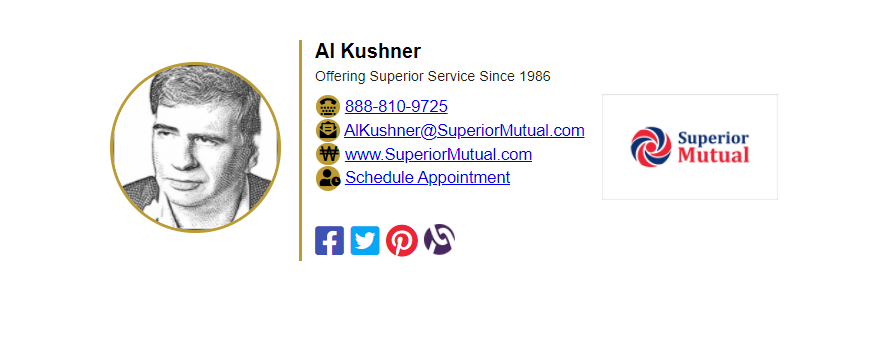 Al Kushner
Offering Superior Service Since 1986
888-810-9725
AlKushner@SuperiorMutual.com
www.SuperiorMutual.com
Schedule Appointment
Superior
Mutual